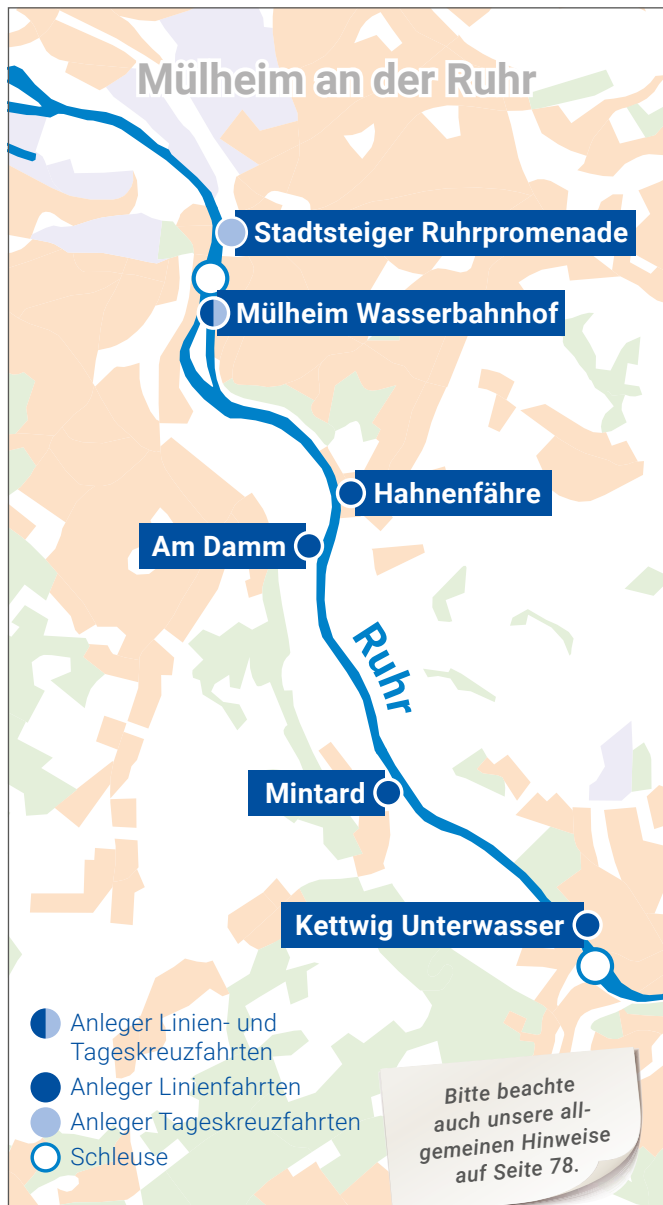 Mülheim an der Ruhr
Stadtsteiger Ruhrpromenade
Mülheim Wasserbahnhof
Hahnenfähre
Am Damm
Ruhr
Mintard
Kettwig Unterwasser
Anleger Linien- und
Tageskreuzfahrten
Anleger Linienfahrten
Anleger Tageskreuzfahrten
Schleuse
Bitte beachte
auch unsere all-
gemeinen Hinweise
auf Seite 78.